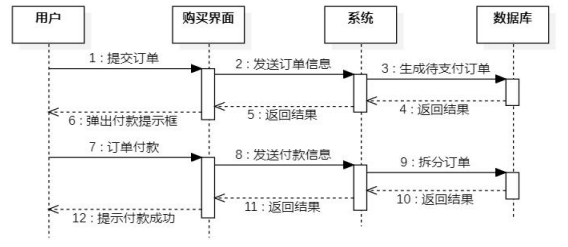 用户
购买界面
系统
数据库
1 : 提交订单
2 : 发送订单信息
3 : 生成待支付订单
4 : 返回结果
5 : 返回结果
6 : 弹出付款提示框
7 : 订单付款
8 : 发送付款信息
9 : 拆分订单
10 : 返回结果
11 : 返回结果
12 : 提示付款成功